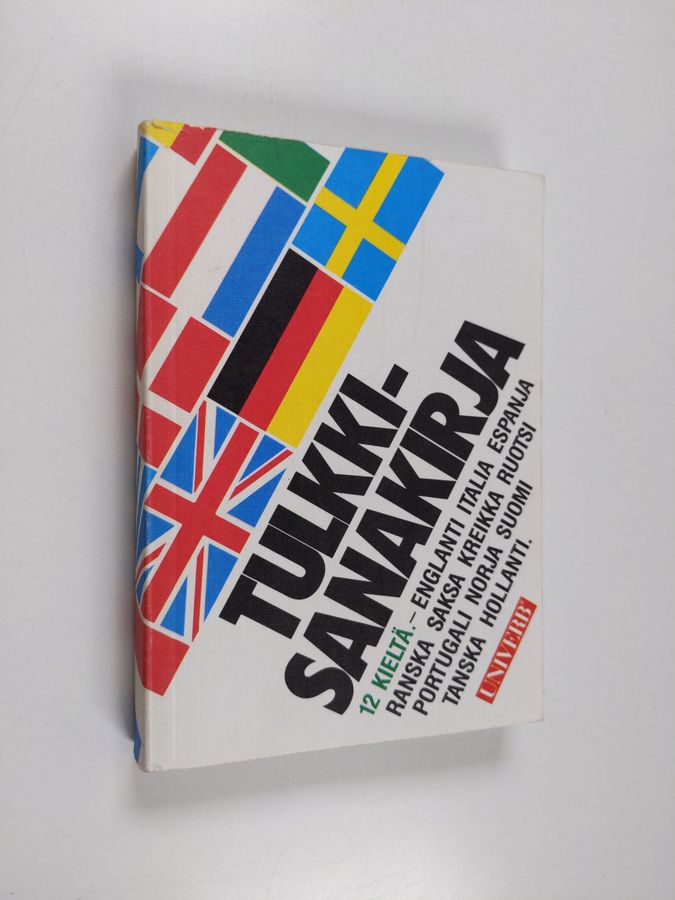 TULKKI-
SANAKIRJA
12 KIELTÄ.– ENGLANTI ITALIA ESPANJA
RANSKA SAKSA KREIKKA RUOTSI
PORTUGALI NORJA SUOMI
TANSKA HOLLANTI.
UNIVERB